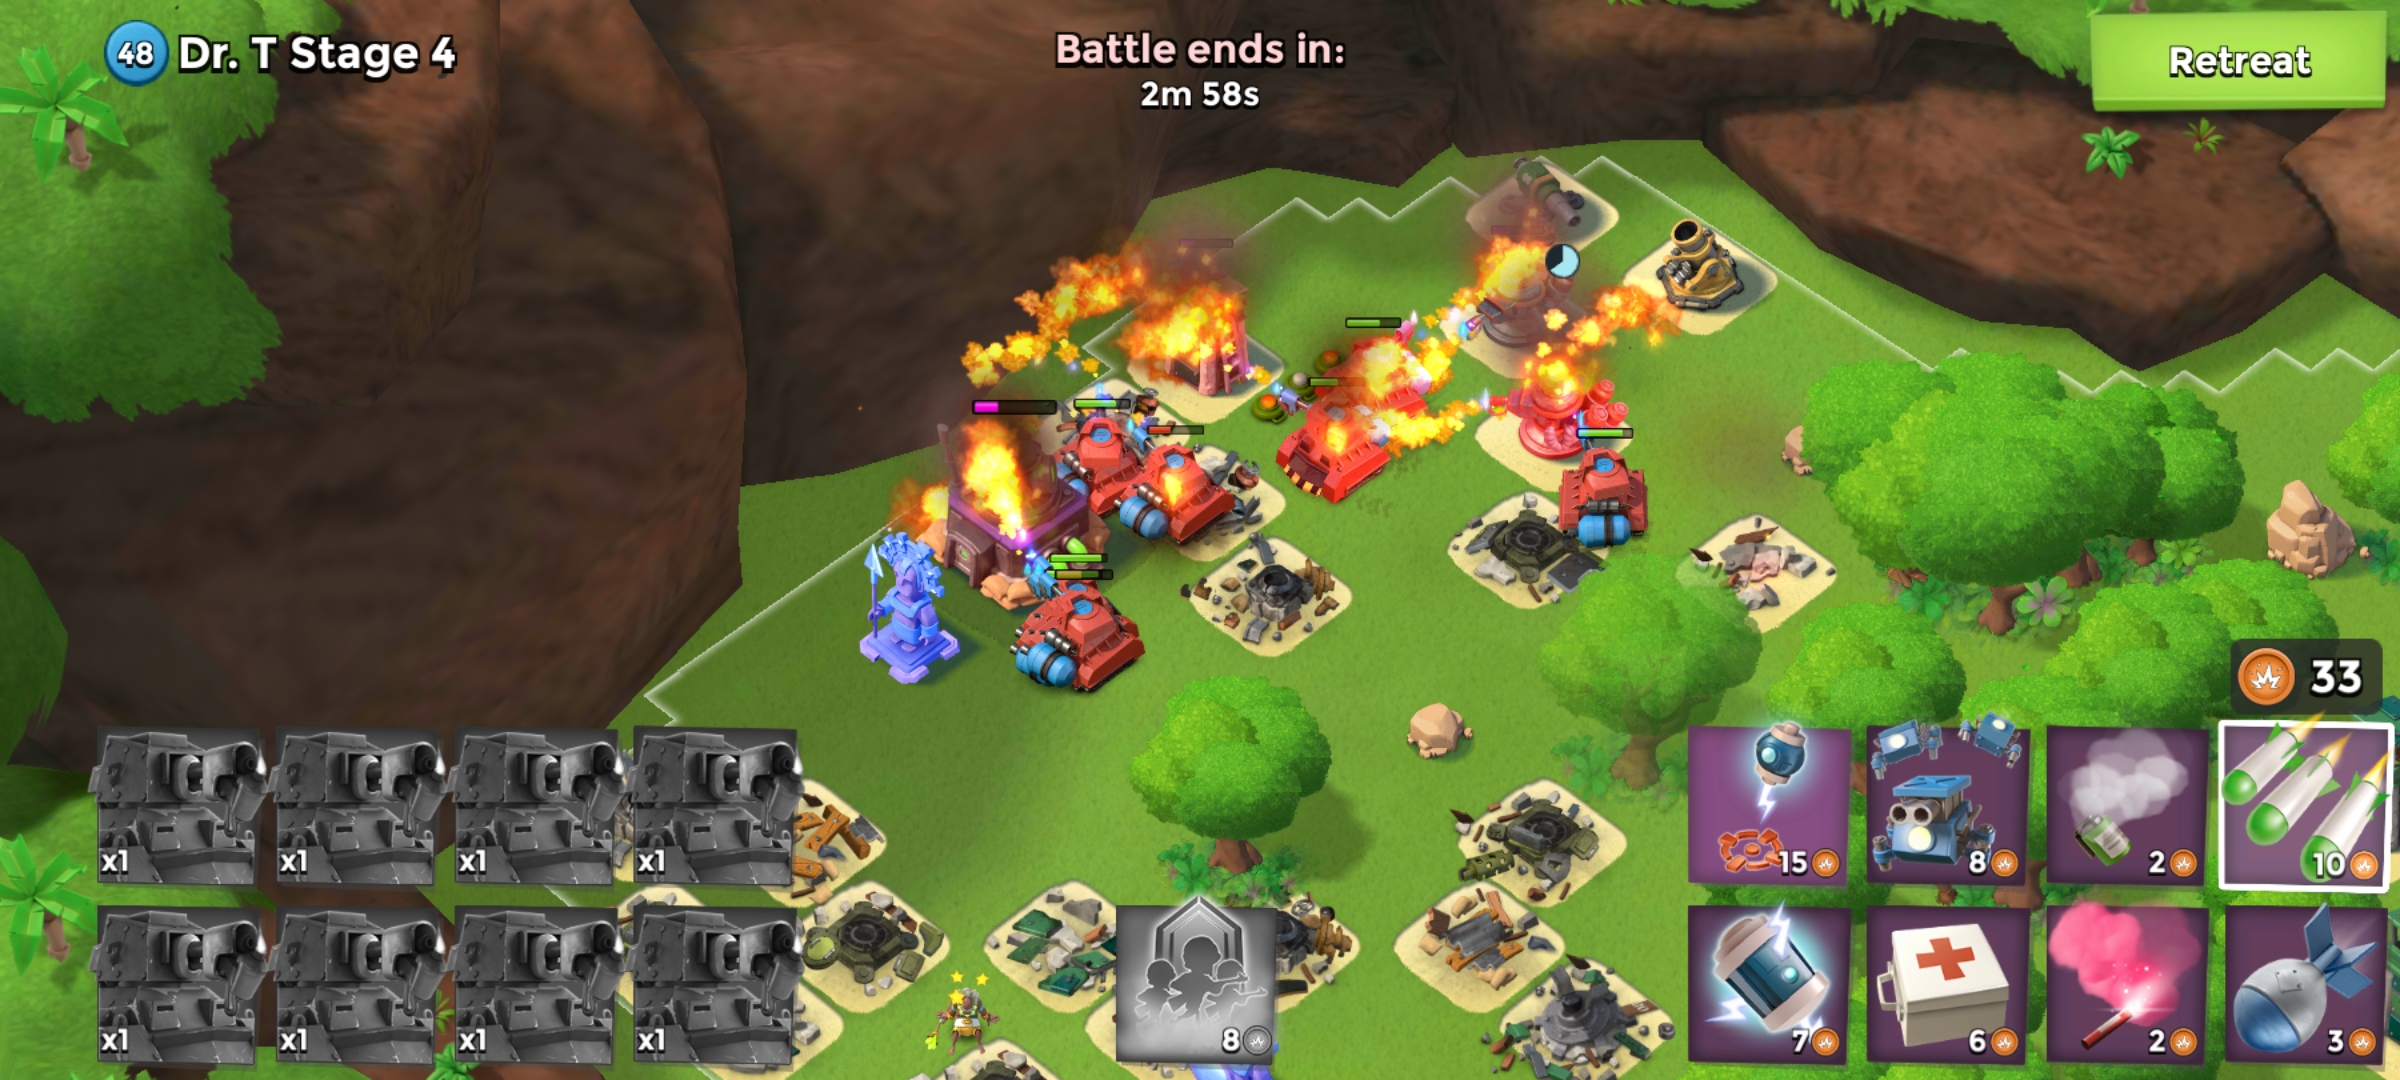 48 Dr. T Stage 4
Battle ends in:
2m 58s
Retreat
33
x1 x1 x1 x1
15 8 2 10
x1 x1 x1 x1
8
7 6 2 3